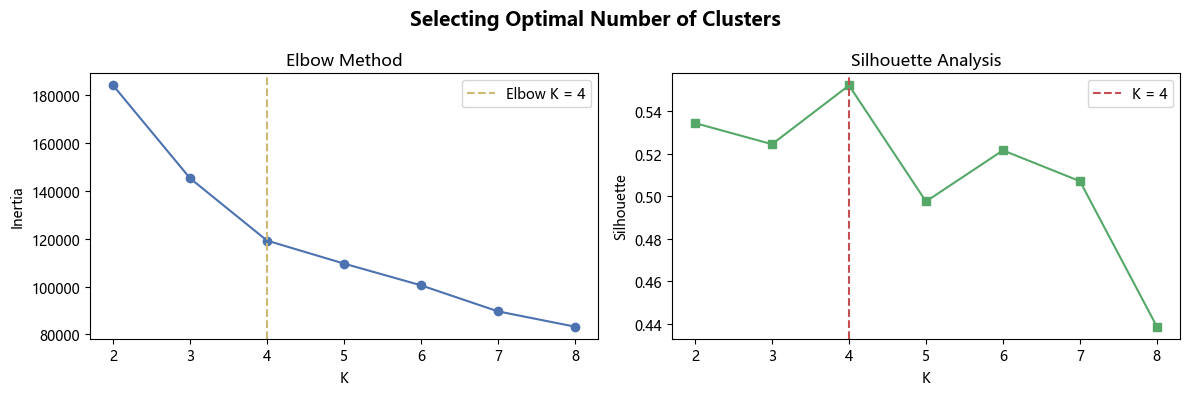 Selecting Optimal Number of Clusters
Elbow Method
Elbow K = 4
180000
160000
140000
120000
100000
80000
Inertia
2 3 4 5 6 7 8
K
Silhouette Analysis
K = 4
0.54
0.52
0.50
0.48
0.46
0.44
Silhouette
2 3 4 5 6 7 8
K